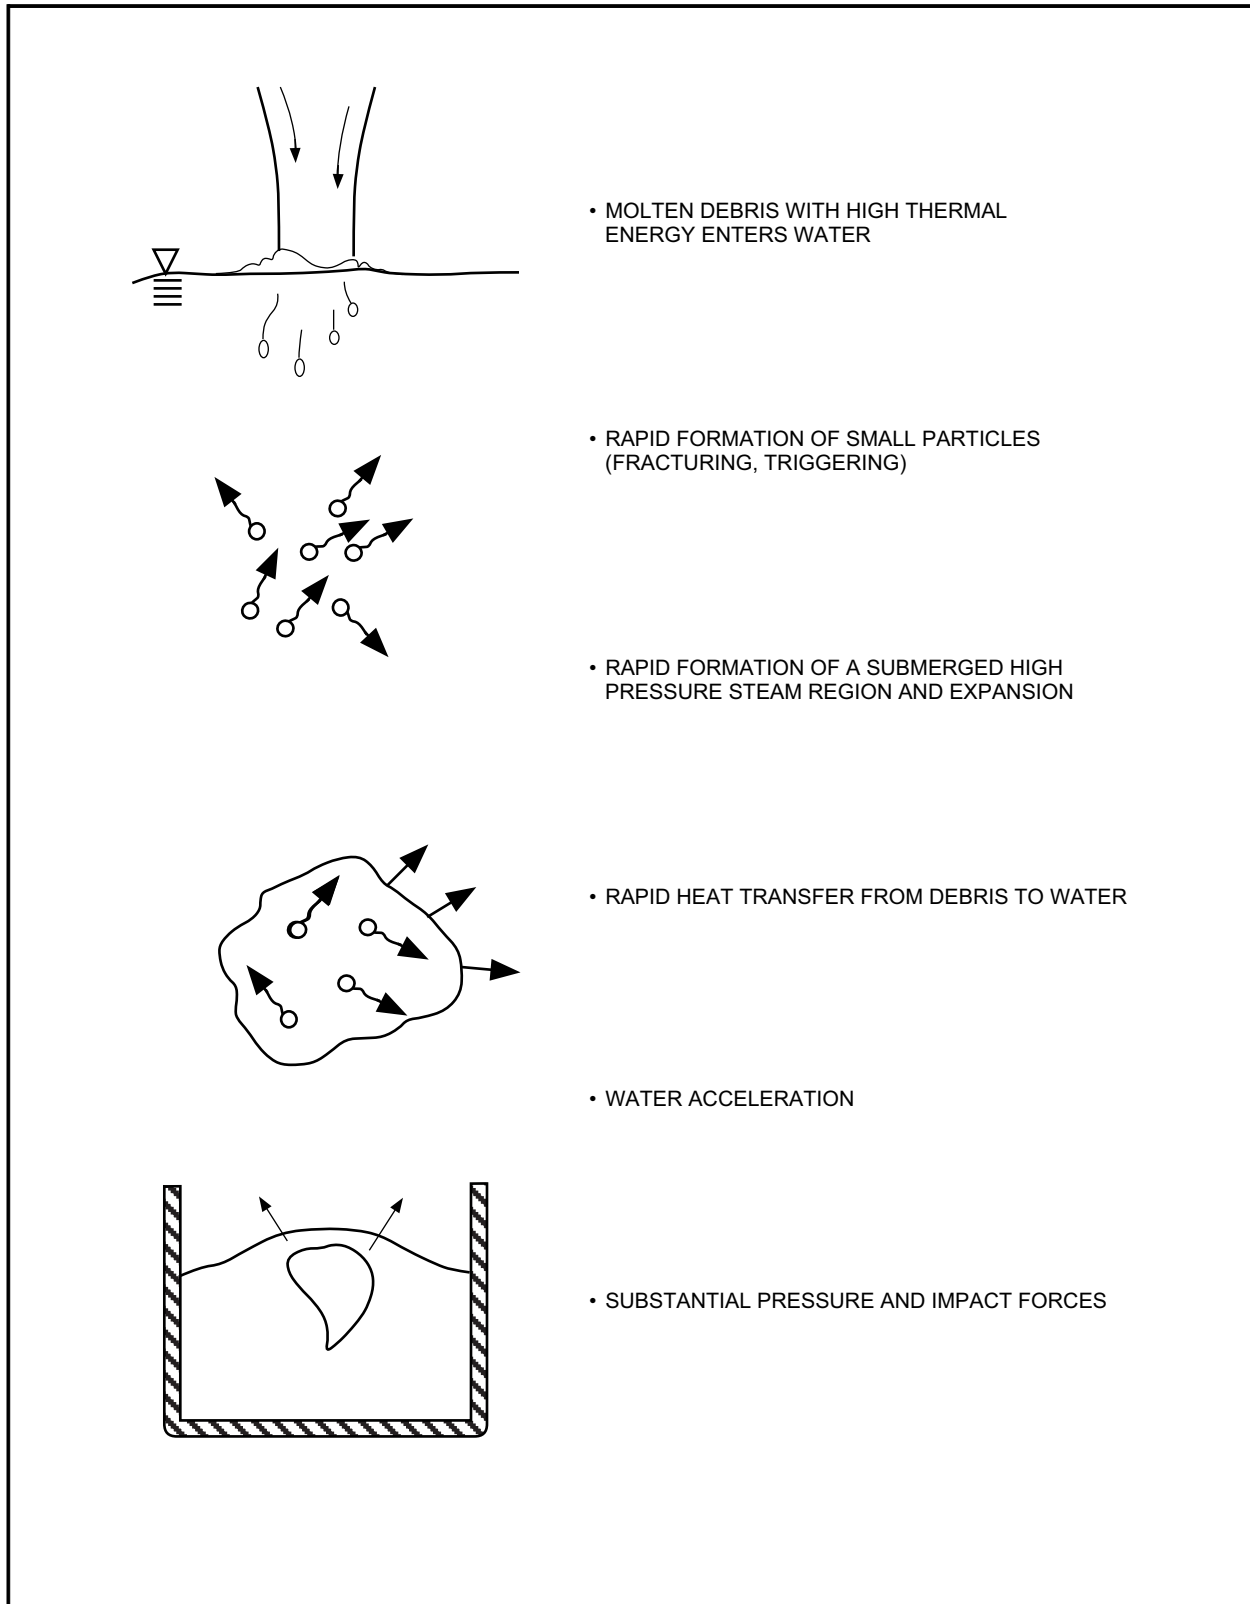 • MOLTEN DEBRIS WITH HIGH THERMAL
ENERGY ENTERS WATER
• RAPID FORMATION OF SMALL PARTICLES
(FRACTURING, TRIGGERING)
• RAPID FORMATION OF A SUBMERGED HIGH
PRESSURE STEAM REGION AND EXPANSION
• RAPID HEAT TRANSFER FROM DEBRIS TO WATER
• WATER ACCELERATION
• SUBSTANTIAL PRESSURE AND IMPACT FORCES